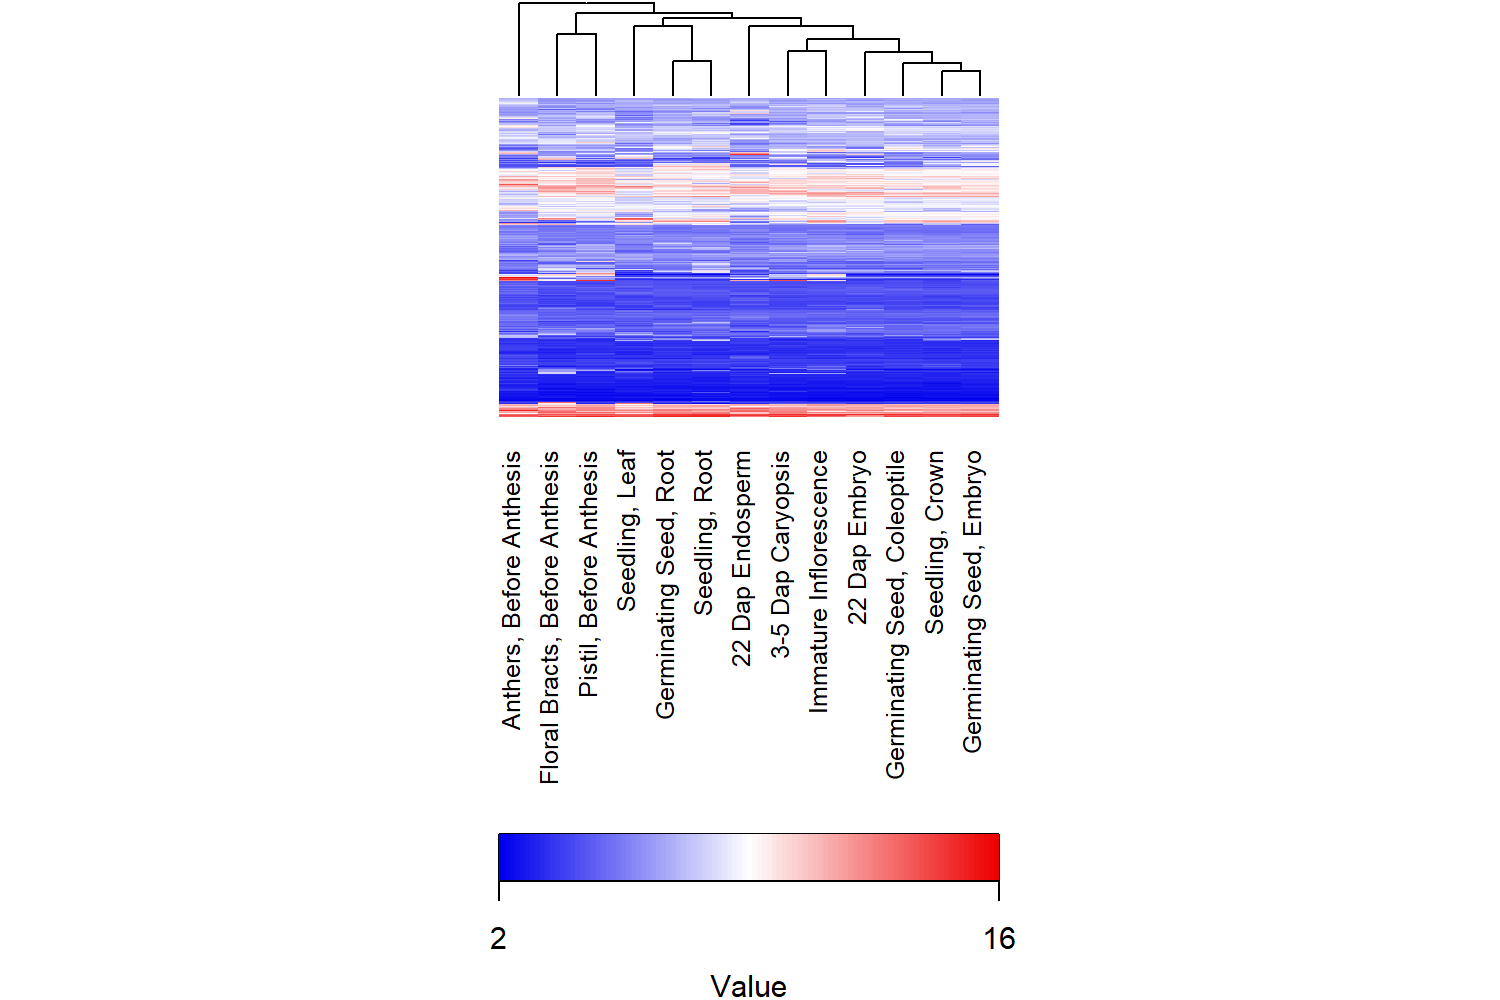 Anthers, Before Anthesis
Floral Bracts, Before Anthesis
Pistil, Before Anthesis
Seedling, Leaf
Germinating Seed, Root
Seedling, Root
22 Dap Endosperm
3-5 Dap Caryopsis
Immature Inflorescence
22 Dap Embryo
Germinating Seed, Coleoptile
Seedling, Crown
Germinating Seed, Embryo
2
16
Value